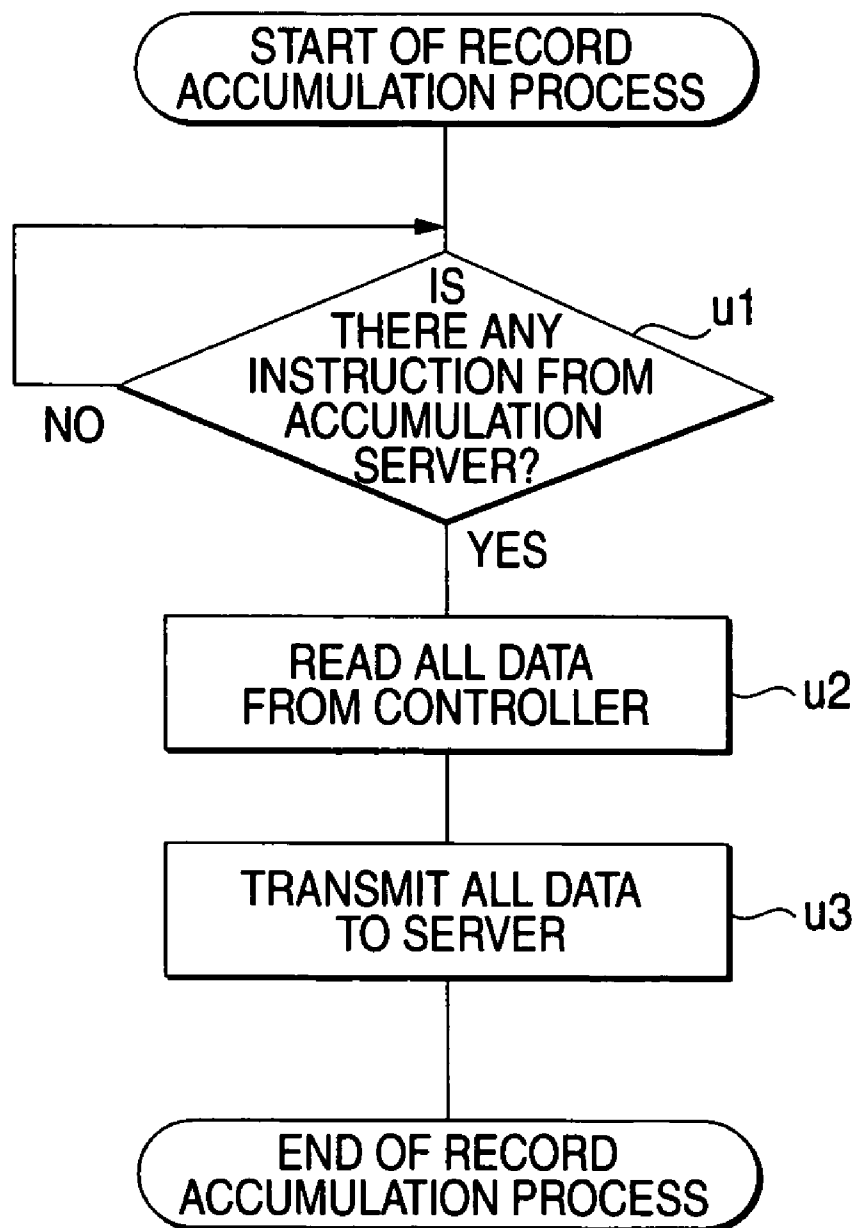 START OF RECORD
ACCUMULATION PROCESS
IS
THERE ANY
INSTRUCTION FROM
ACCUMULATION
SERVER?
u1
NO
YES
READ ALL DATA
FROM CONTROLLER
u2
TRANSMIT ALL DATA
TO SERVER
u3
END OF RECORD
ACCUMULATION PROCESS